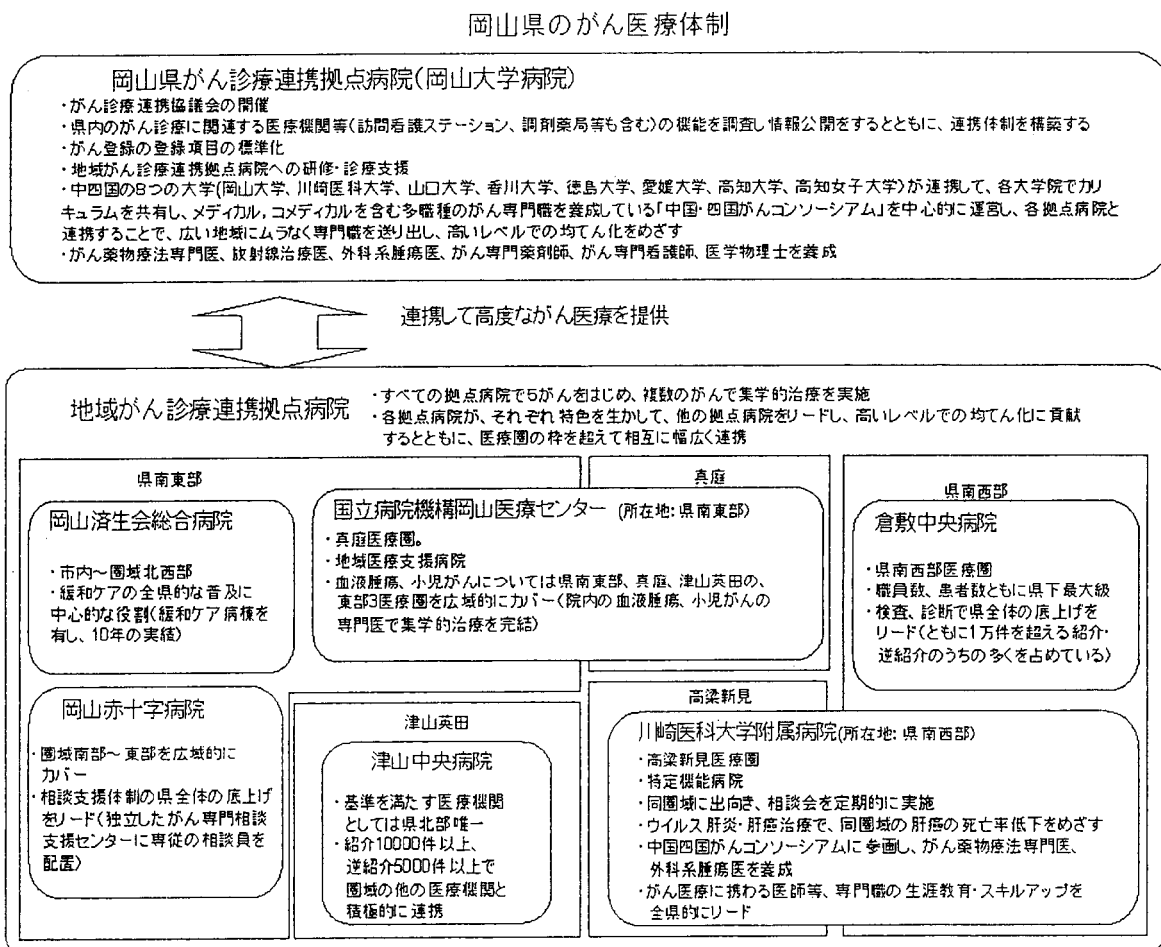 岡山県のがん医療体制
岡山県がん診療連携拠点病院(岡山大学病院)
・がん診療連携協議会の開催
・県内のがん診療に関連する医療機関等(訪問看護ステーション、調剤薬局等も含む)の機能を調査し情報公開をするとともに、連携体制を構築する
・がん登録の登録項目の標準化
・地域がん診療連携拠点病院への研修・診療支援
・中四国の8つの大学(岡山大学、川崎医科大学、山口大学、香川大学、徳島大学、愛媛大学、高知大学、高知女子大学)が連携して、各大学院でカリ
キュラムを共有し、メディカル,コメディカルを含む多職種のがん専門職を養成している「中国・四国がんコンソーシアム」を中心的に運営し、各拠点病院と
連携することで、広い地域にムラなく専門職を送り出し、高いレベルでの均てん化をめざす
・がん薬物療法専門医、放射線治療医、外科系腫瘍医、がん専門薬剤師、がん専門看護師、医学物理士を養成
連携して高度ながん医療を提供
地域がん診療連携拠点病院
・すべての拠点病院で5がんをはじめ、複数のがんで集学的治療を実施
・各拠点病院が、それぞれ特色を生かして、他の拠点病院をリードし、高いレベルでの均てん化に貢献
するとともに、医療圏の枠を超えて相互に幅広く連携
県南東部
岡山済生会総合病院
・市内～圏域北西部
・緩和ケアの全県的な普及に
中心的な役割(緩和ケア病棟を
有し、10年の実績)
岡山赤十字病院
・圏域南部～東部を広域的に
カバー
・相談支援体制の県全体の底上げ
をリード(独立したがん専門相談
支援センターに専従の相談員を
配置)
国立病院機構岡山医療センター (所在地: 県南東部)
・真庭医療圏。
・地域医療支援病院
・血液腫瘍、小児がんについては県南東部、真庭、津山英田の、
東部3医療圏を広域的にカバー(院内の血液腫瘍、小児がんの
専門医で集学的治療を完結)
真庭
津山英田
津山中央病院
・基準を満たす医療機関
としては県北部唯一
・紹介10000件以上、
逆紹介5000件以上で
圏域の他の医療機関と
積極的に連携
県南西部
倉敷中央病院
・県南西部医療圏
・職員数、患者数ともに県下最大級
・検査、診断で県全体の底上げを
リード(ともに1万件を超える紹介・
逆紹介のうちの多くを占めている)
高梁新見
川崎医科大学附属病院(所在地: 県南西部)
・高梁新見医療圏
・特定機能病院
・同圏域に出向き、相談会を定期的に実施
・ウイルス肝炎・肝癌治療で、同圏域の肝癌の死亡率低下をめざす
・中国四国がんコンソーシアムに参画し、がん薬物療法専門医、
外科系腫瘍医を養成
・がん医療に携わる医師等、専門職の生涯教育・スキルアップを
全県的にリード